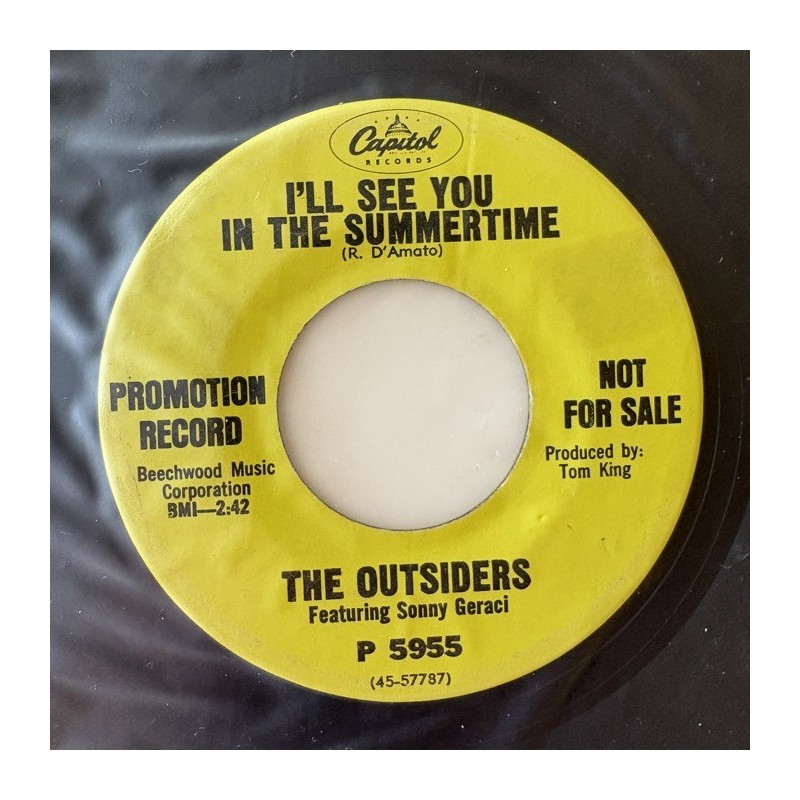 Capitol
RECORDS
I'LL SEE YOU
IN THE SUMMERTIME
(R. D'Amato)
PROMOTION
RECORD
Beechwood Music
Corporation
BMI—2:42
NOT
FOR SALE
Produced by:
Tom King
THE OUTSIDERS
Featuring Sonny Geraci
P 5955
(45-57787)